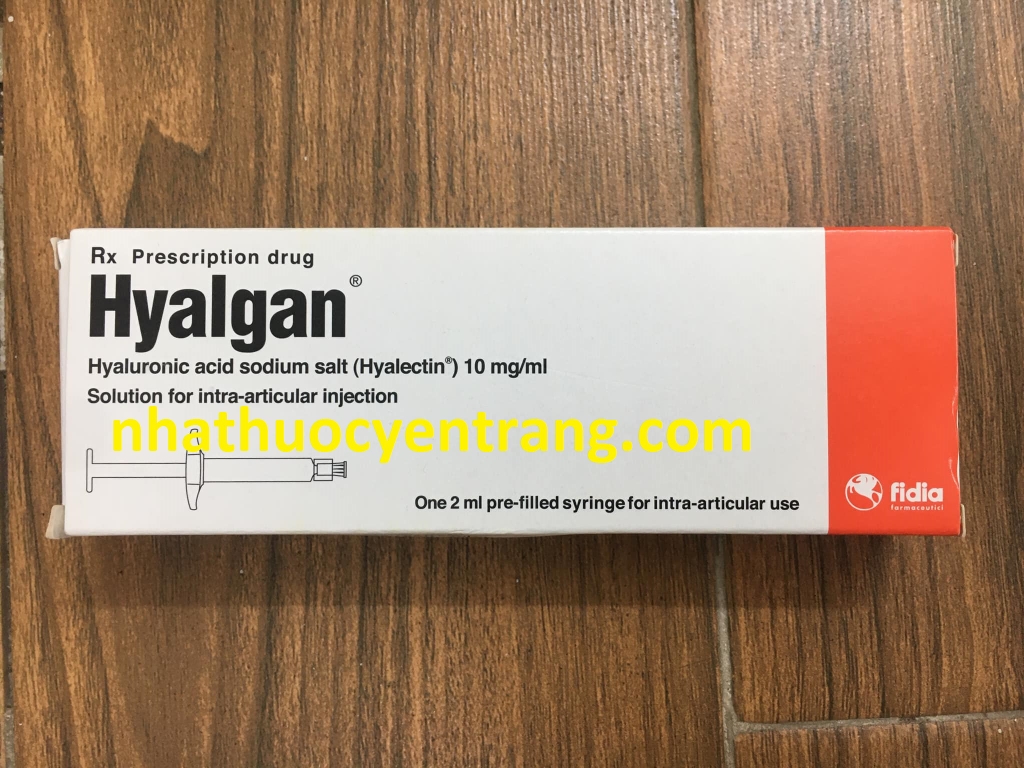 Rx Prescription drug
Hyalgan®
Hyaluronic acid sodium salt (Hyalectin®) 10 mg/ml
Solution for intra-articular injection
nhathuocyentrang.com
One 2 ml pre-filled syringe for intra-articular use
fidia
farmaceutici